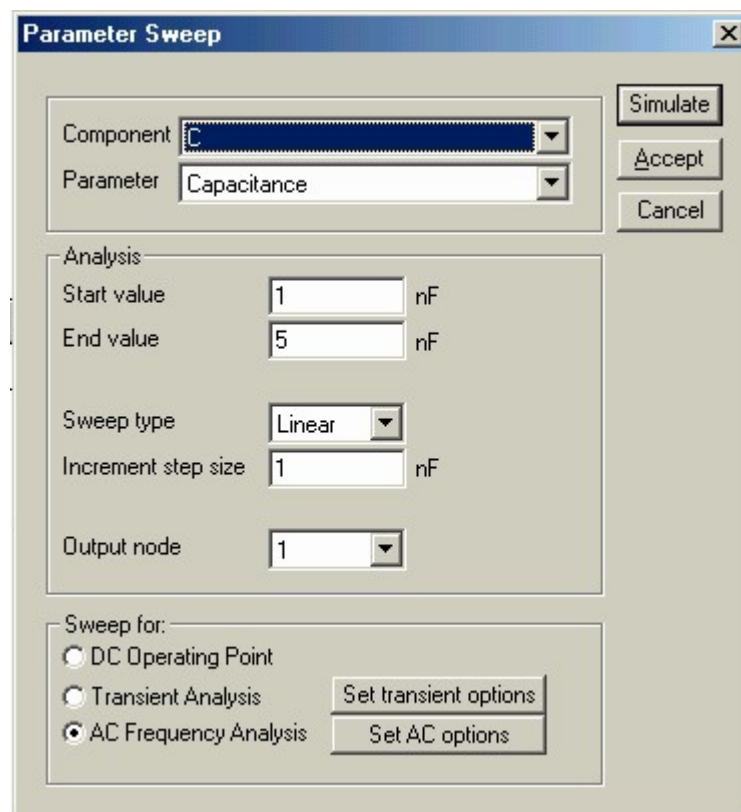 Parameter Sweep
Component C
Parameter Capacitance
Simulate
Accept
Cancel
Analysis
Start value 1 nF
End value 5 nF
Sweep type Linear
Increment step size 1 nF
Output node 1
Sweep for:
DC Operating Point
Transient Analysis Set transient options
AC Frequency Analysis Set AC options